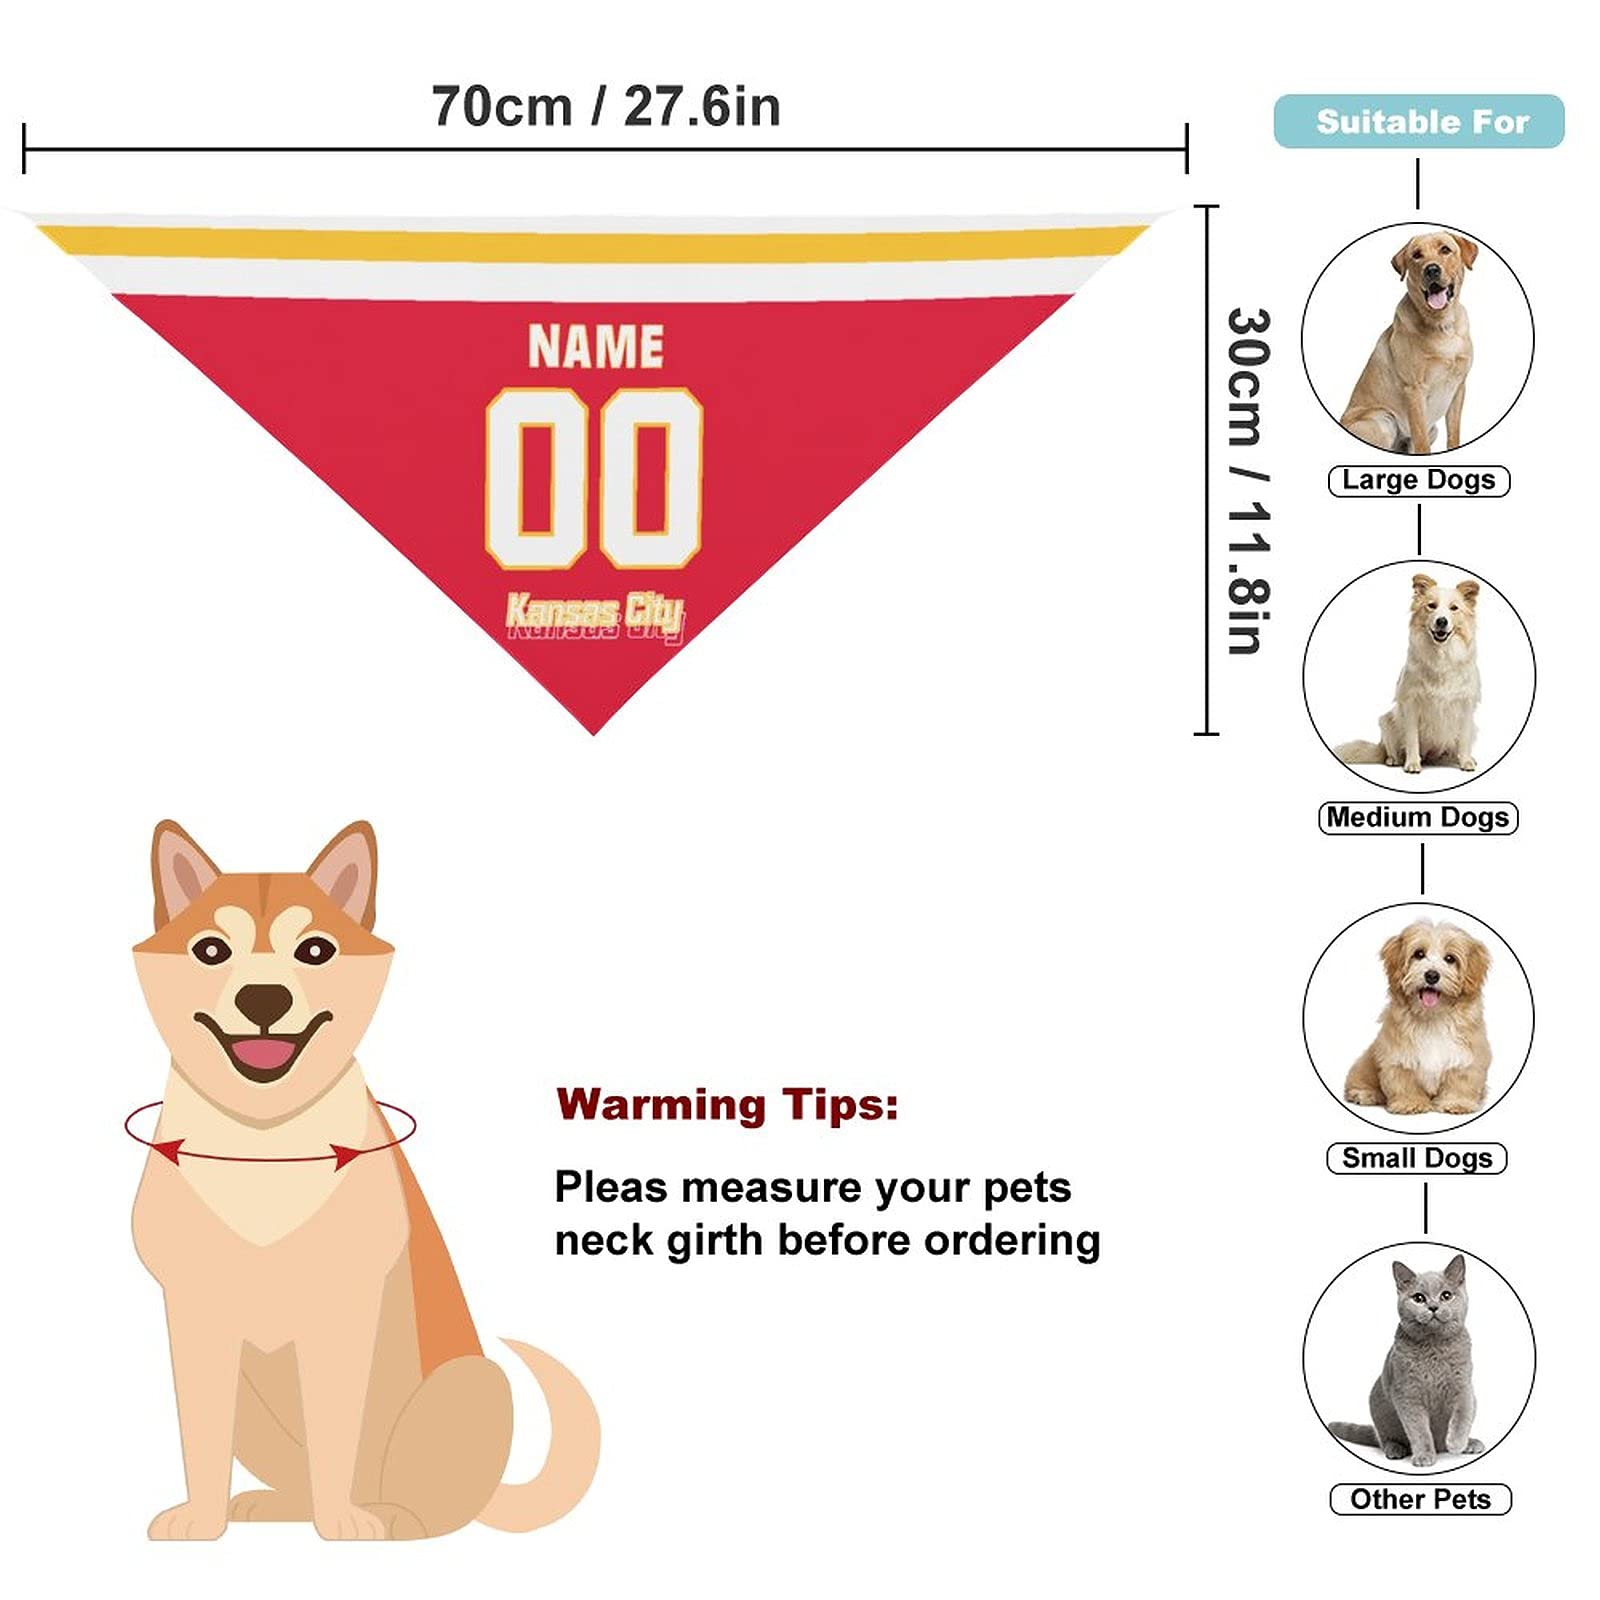 70cm / 27.6in
Suitable For
NAME
00
Kansas City
30cm / 11.8in
Large Dogs
Medium Dogs
Small Dogs
Other Pets
Warming Tips:
Pleas measure your pets
neck girth before ordering